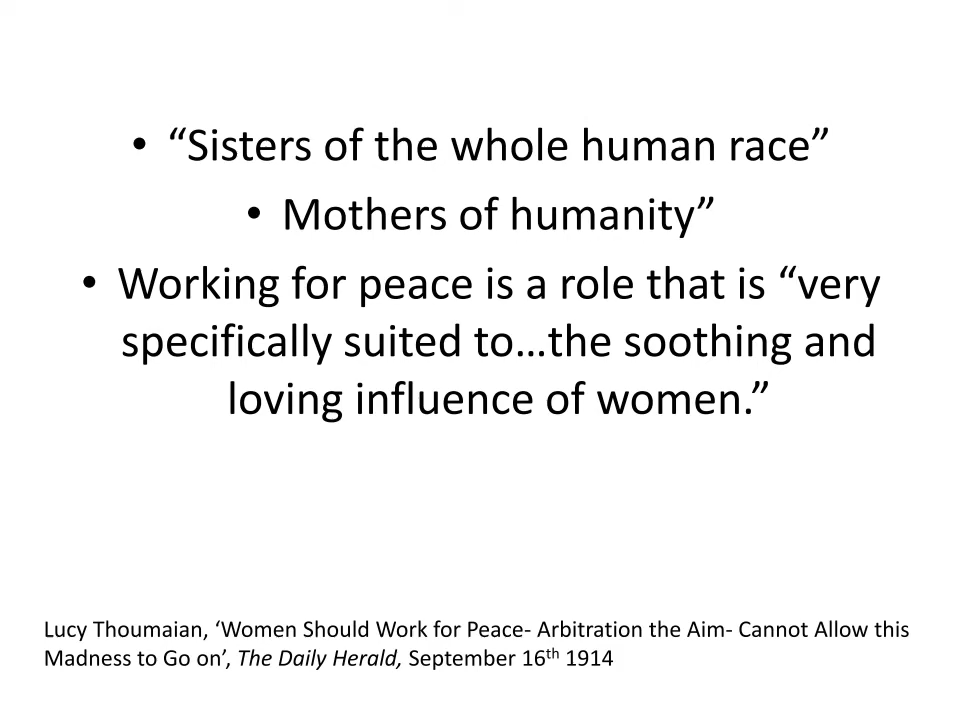 • “Sisters of the whole human race”
• Mothers of humanity”
• Working for peace is a role that is “very
specifically suited to…the soothing and
loving influence of women.”
Lucy Thoumaian, ‘Women Should Work for Peace- Arbitration the Aim- Cannot Allow this
Madness to Go on’, The Daily Herald, September 16th 1914